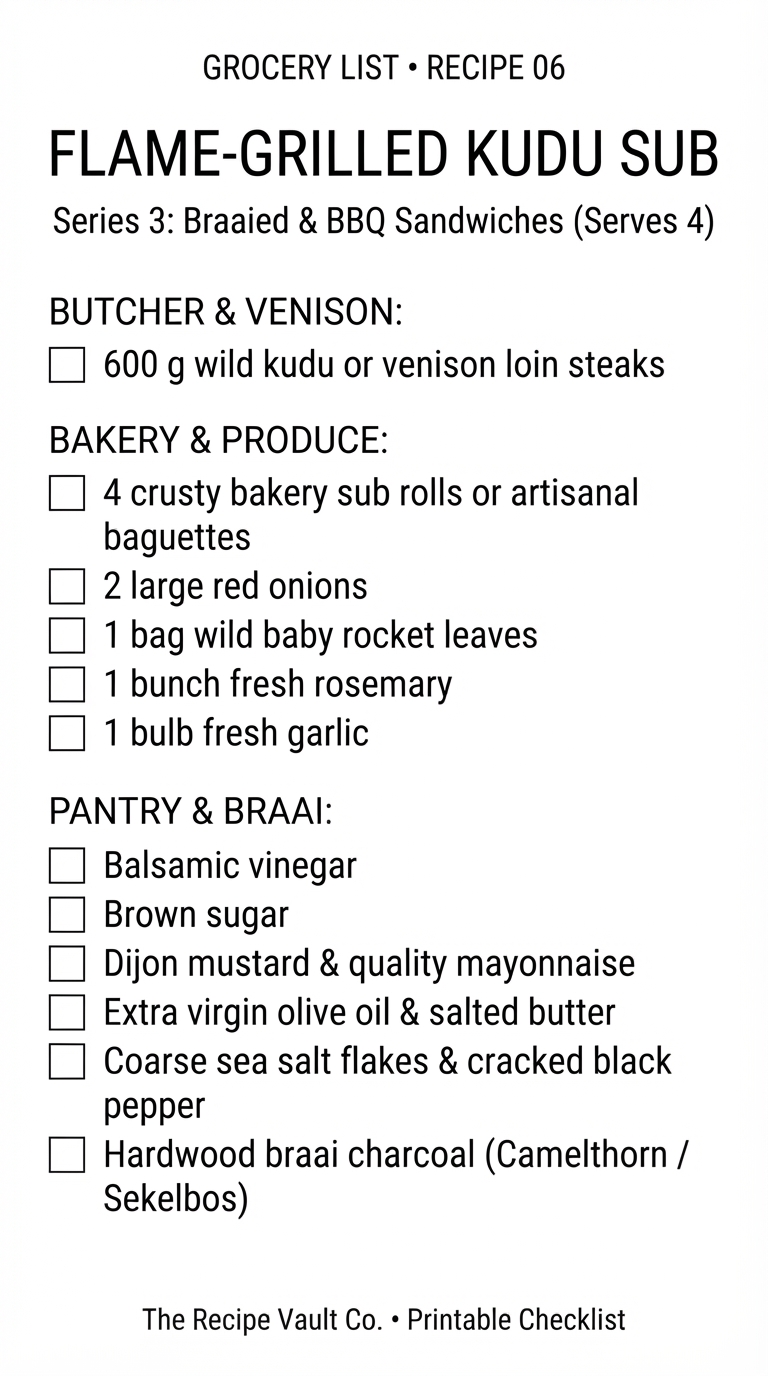 GROCERY LIST • RECIPE 06
FLAME-GRILLED KUDU SUB
Series 3: Braaied & BBQ Sandwiches (Serves 4)
BUTCHER & VENISON:
☐ 600 g wild kudu or venison loin steaks
BAKERY & PRODUCE:
☐ 4 crusty bakery sub rolls or artisanal
baguettes
☐ 2 large red onions
☐ 1 bag wild baby rocket leaves
☐ 1 bunch fresh rosemary
☐ 1 bulb fresh garlic
PANTRY & BRAAI:
☐ Balsamic vinegar
☐ Brown sugar
☐ Dijon mustard & quality mayonnaise
☐ Extra virgin olive oil & salted butter
☐ Coarse sea salt flakes & cracked black
pepper
☐ Hardwood braai charcoal (Camelthorn /
Sekelbos)
The Recipe Vault Co. • Printable Checklist